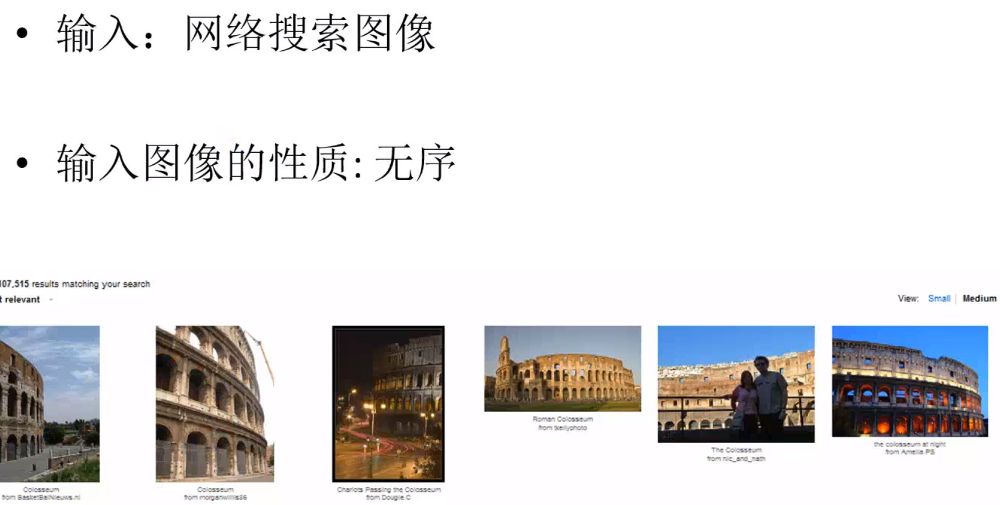 • 输入：网络搜索图像
• 输入图像的性质: 无序
107,515 results matching your search
t relevant
View: Small | Medium
Colosseum
from BasketBalNieuws.nl
Colosseum
from morganwillis86
Chariots Passing the Colosseum
from Dougie.C
Roman Colosseum
from tkellyphoto
The Colosseum
from nic_and_nath
the colosseum at night
from Amelia PS